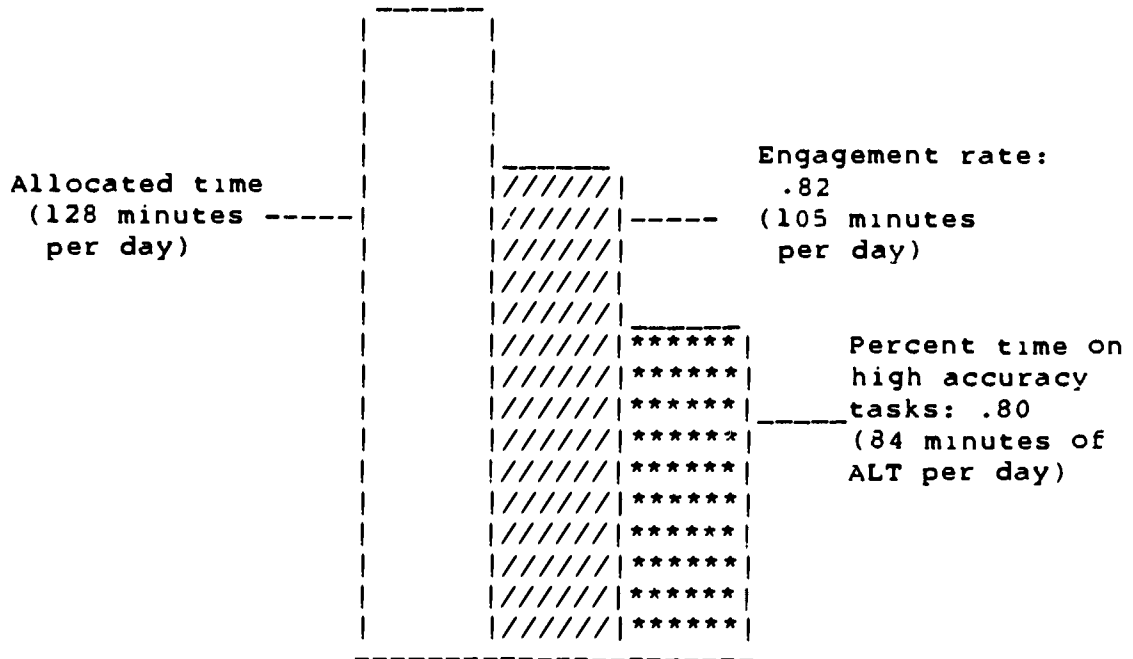 Allocated time
(128 minutes
per day)
Engagement rate:
.82
(105 minutes
per day)
Percent time on
high accuracy
tasks: .80
(84 minutes of
ALT per day)